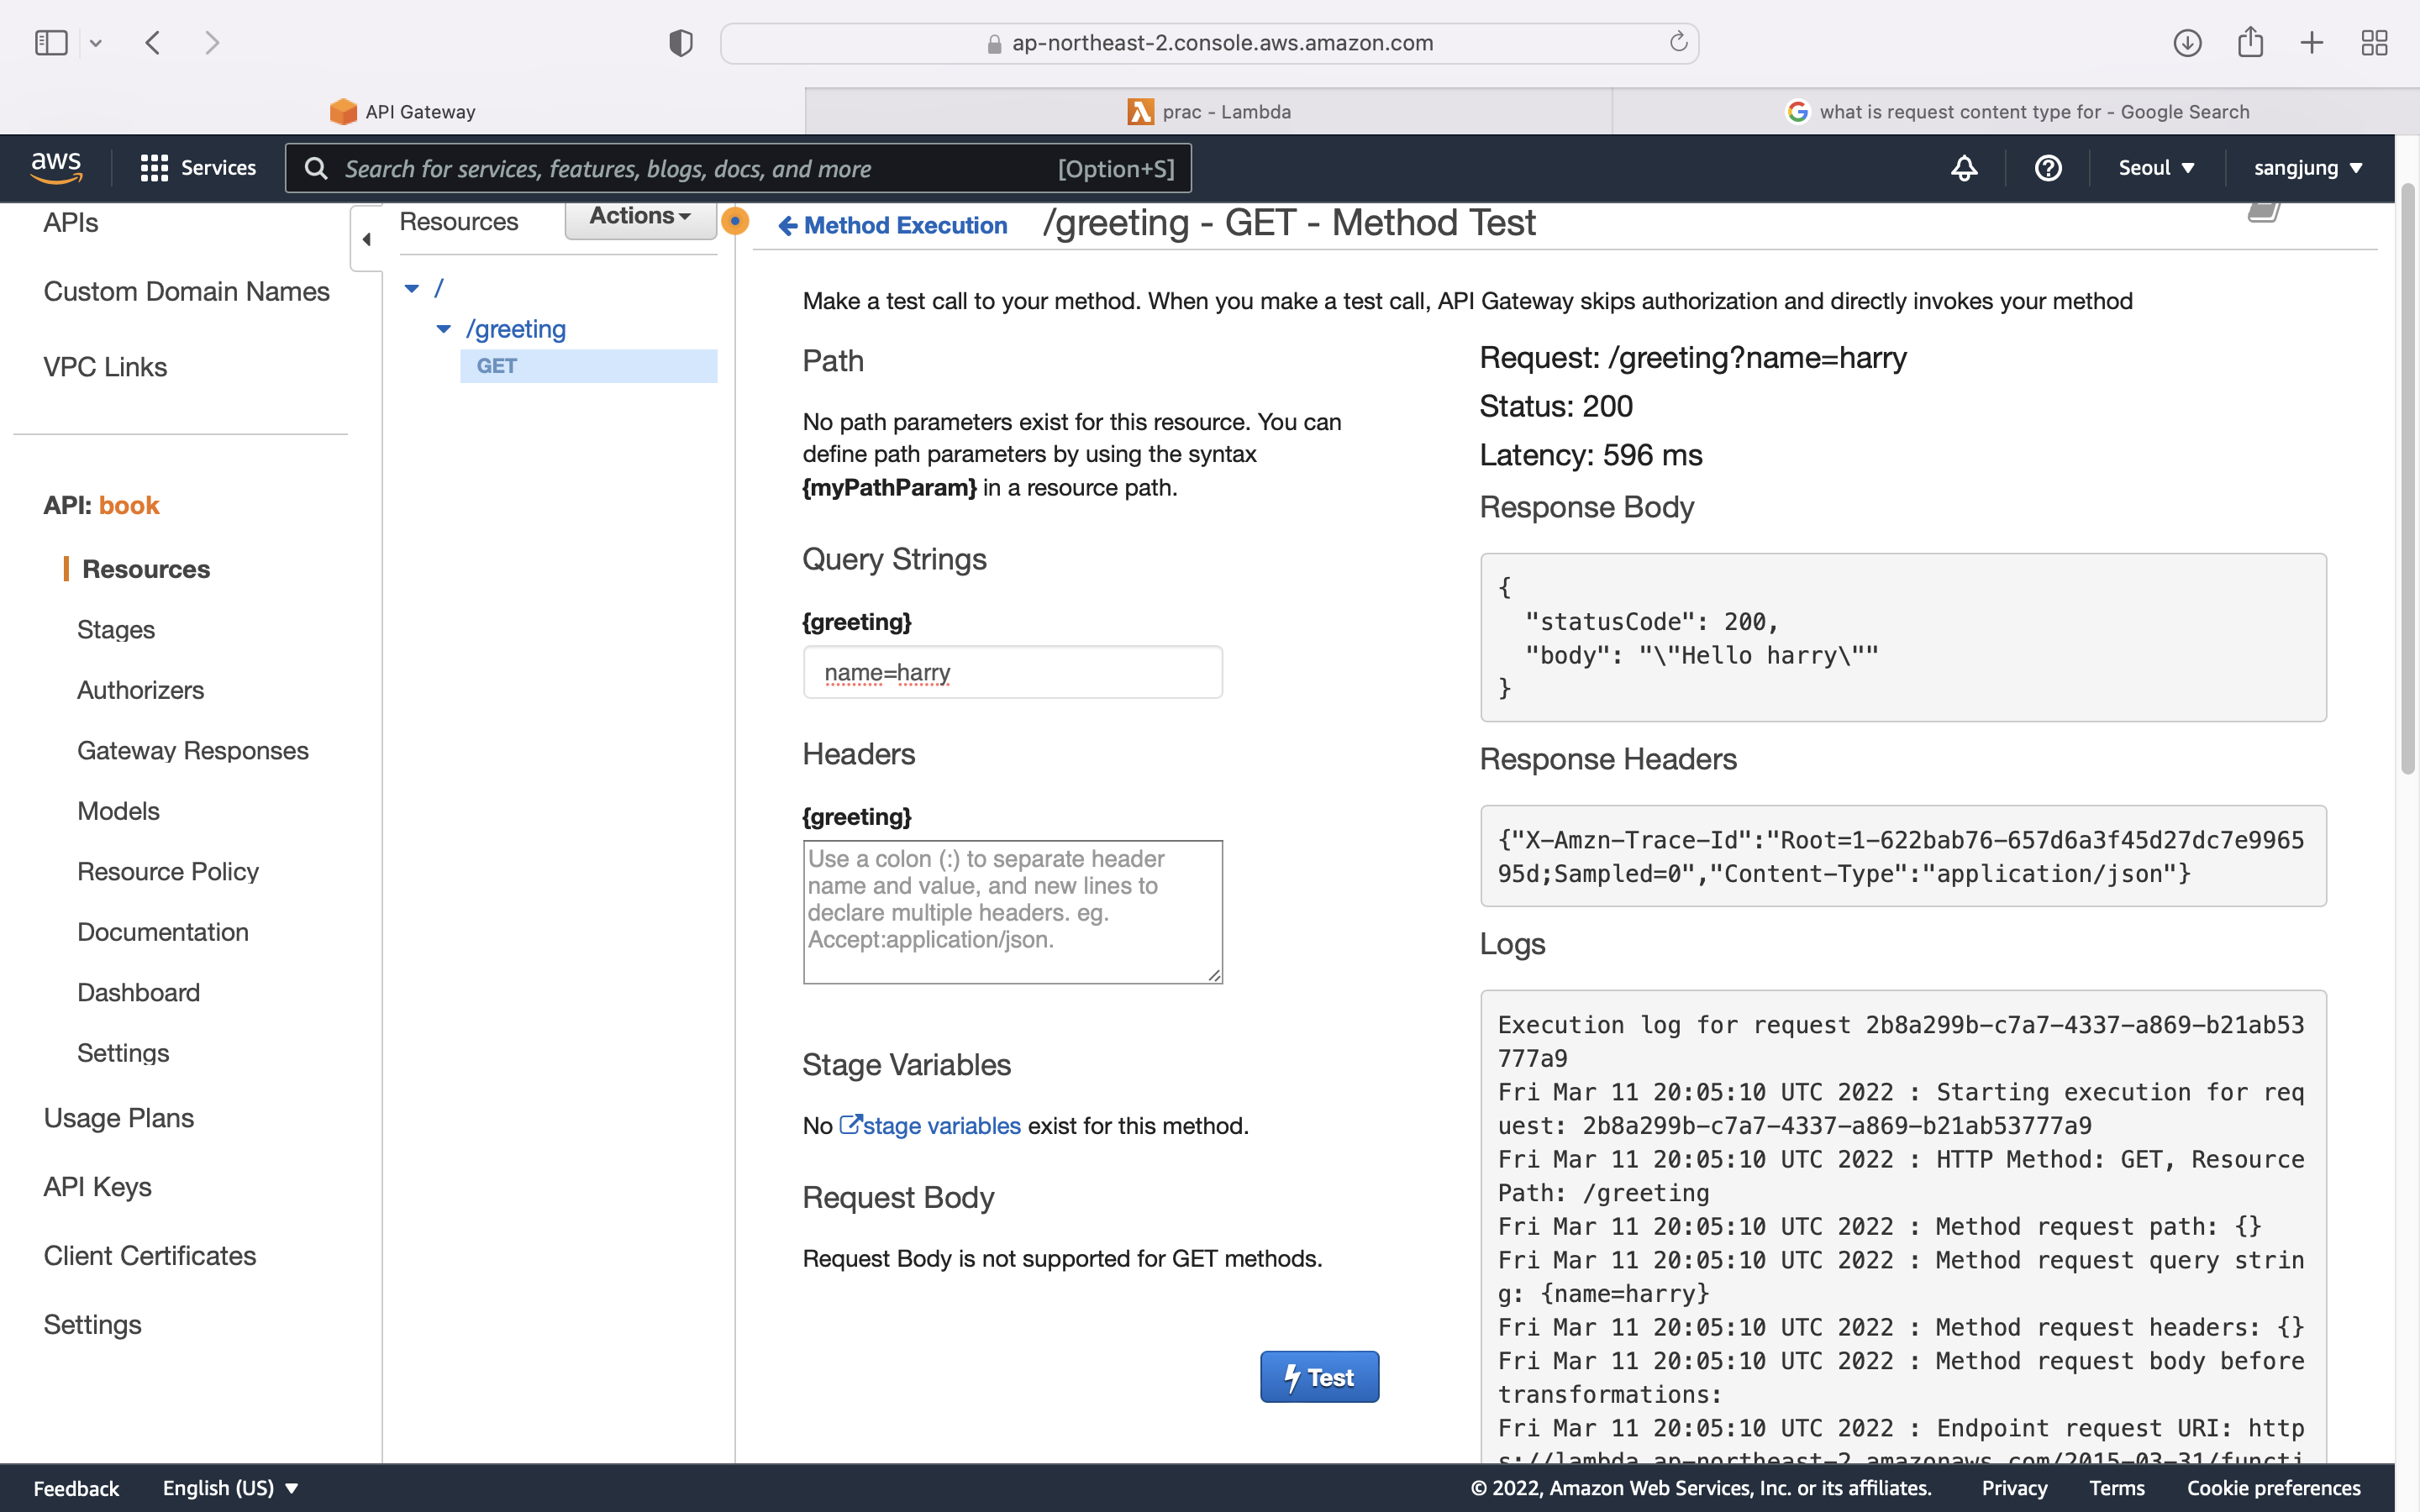 ap-northeast-2.console.aws.amazon.com
API Gateway
prac - Lambda
what is request content type for - Google Search
aws
Services
Search for services, features, blogs, docs, and more
[Option+S]
Seoul
sangjung
APIs
Custom Domain Names
VPC Links
API: book
Resources
Stages
Authorizers
Gateway Responses
Models
Resource Policy
Documentation
Dashboard
Settings
Usage Plans
API Keys
Client Certificates
Settings
Resources
Actions
/
/greeting
GET
Method Execution
/greeting - GET - Method Test
Make a test call to your method. When you make a test call, API Gateway skips authorization and directly invokes your method
Path
No path parameters exist for this resource. You can
define path parameters by using the syntax
{myPathParam} in a resource path.
Query Strings
{greeting}
name=harry
Headers
{greeting}
Use a colon (:) to separate header
name and value, and new lines to
declare multiple headers. eg.
Accept:application/json.
Stage Variables
No stage variables exist for this method.
Request Body
Request Body is not supported for GET methods.
Test
Request: /greeting?name=harry
Status: 200
Latency: 596 ms
Response Body
{
"statusCode": 200,
"body": "\"Hello harry\""
}
Response Headers
{"X-Amzn-Trace-Id":"Root=1-622bab76-657d6a3f45d27dc7e9965
95d;Sampled=0","Content-Type":"application/json"}
Logs
Execution log for request 2b8a299b-c7a7-4337-a869-b21ab53
777a9
Fri Mar 11 20:05:10 UTC 2022 : Starting execution for req
uest: 2b8a299b-c7a7-4337-a869-b21ab53777a9
Fri Mar 11 20:05:10 UTC 2022 : HTTP Method: GET, Resource
Path: /greeting
Fri Mar 11 20:05:10 UTC 2022 : Method request path: {}
Fri Mar 11 20:05:10 UTC 2022 : Method request query strin
g: {name=harry}
Fri Mar 11 20:05:10 UTC 2022 : Method request headers: {}
Fri Mar 11 20:05:10 UTC 2022 : Method request body before
transformations:
Fri Mar 11 20:05:10 UTC 2022 : Endpoint request URI: http
s://lambda.ap-northeast-2.amazonaws.com/2015-03-31/functi
Feedback
English (US)
© 2022, Amazon Web Services, Inc. or its affiliates.
Privacy
Terms
Cookie preferences